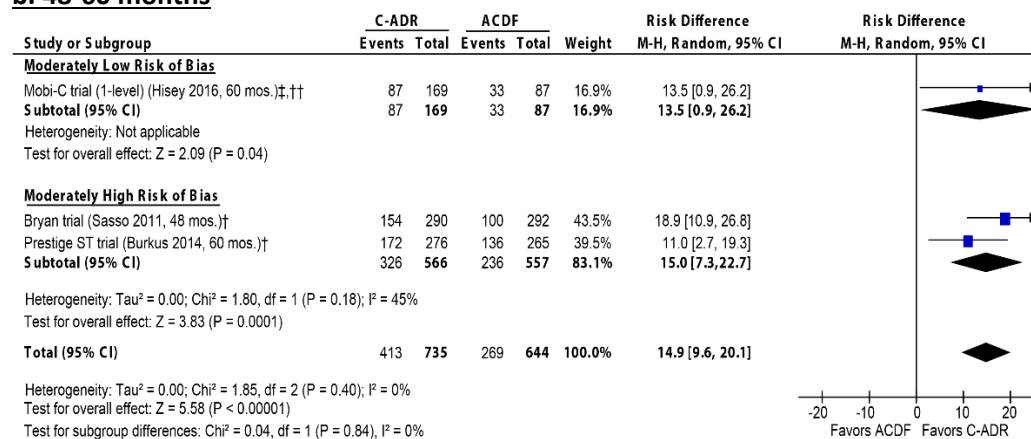 b. 48-60 months
C-ADR ACDF Risk Difference Risk Difference
Study or Subgroup Events Total Events Total Weight M-H, Random, 95% CI M-H, Random, 95% CI
Moderately Low Risk of Bias
Mobi-C trial (1-level) (Hisey 2016, 60 mos.)‡,†† 87 169 33 87 16.9% 13.5 [0.9, 26.2]
Subtotal (95% CI) 87 169 33 87 16.9% 13.5 [0.9, 26.2]
Heterogeneity: Not applicable
Test for overall effect: Z = 2.09 (P = 0.04)
Moderately High Risk of Bias
Bryan trial (Sasso 2011, 48 mos.)† 154 290 100 292 43.5% 18.9 [10.9, 26.8]
Prestige ST trial (Burkus 2014, 60 mos.)† 172 276 136 265 39.5% 11.0 [2.7, 19.3]
Subtotal (95% CI) 326 566 236 557 83.1% 15.0 [7.3,22.7]
Heterogeneity: Tau² = 0.00; Chi² = 1.80, df = 1 (P = 0.18); I² = 45%
Test for overall effect: Z = 3.83 (P = 0.0001)
Total (95% CI) 413 735 269 644 100.0% 14.9 [9.6, 20.1]
Heterogeneity: Tau² = 0.00; Chi² = 1.85, df = 2 (P = 0.40); I² = 0%
Test for overall effect: Z = 5.58 (P < 0.00001)
Test for subgroup differences: Chi² = 0.04, df = 1 (P = 0.84), I² = 0%
-20 -10 0 10 20
Favors ACDF Favors C-ADR